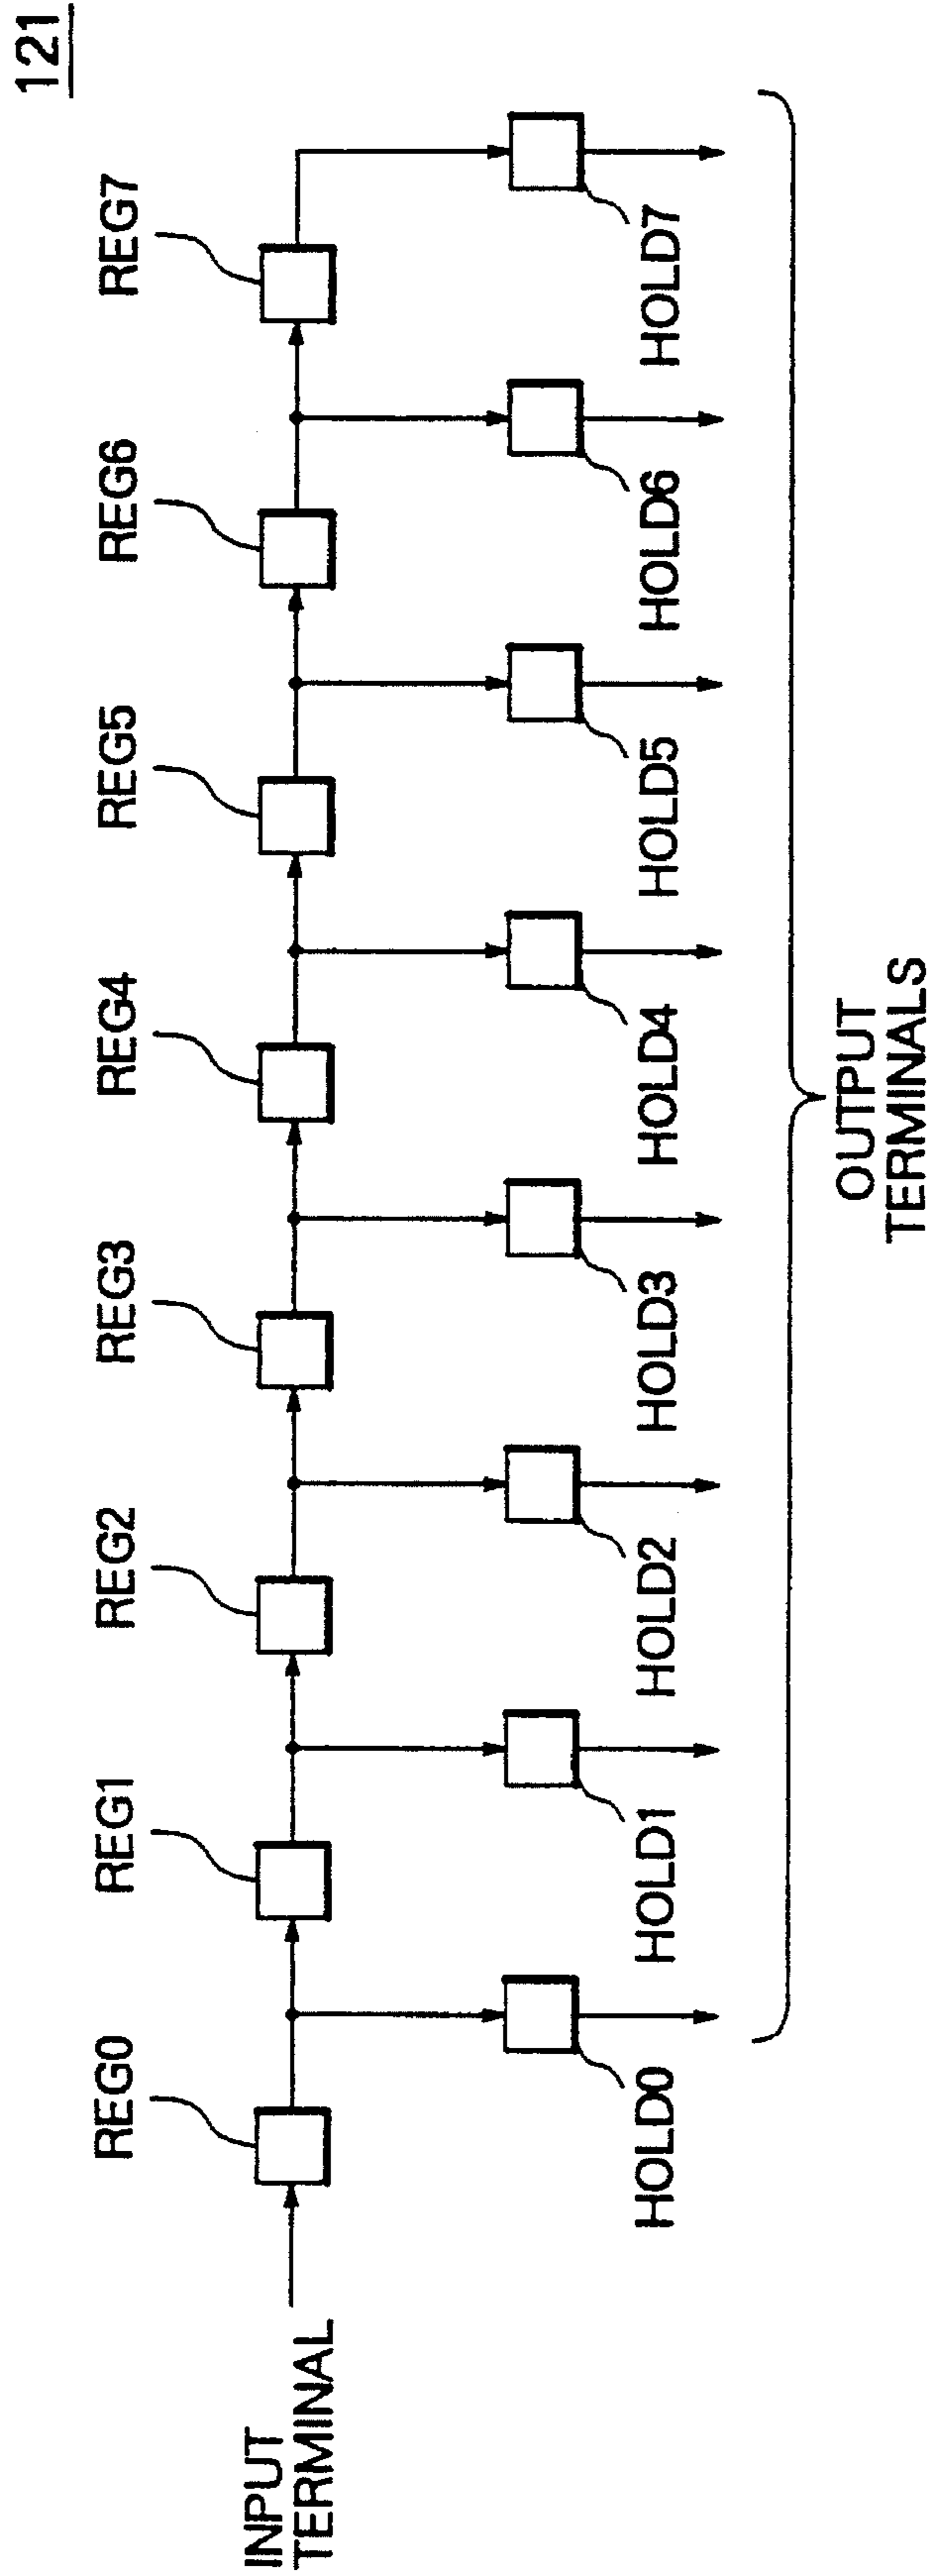 121
REG0
REG1
REG2
REG3
REG4
REG5
REG6
REG7
INPUT
TERMINAL
HOLD0
HOLD1
HOLD2
HOLD3
HOLD4
HOLD5
HOLD6
HOLD7
OUTPUT
TERMINALS